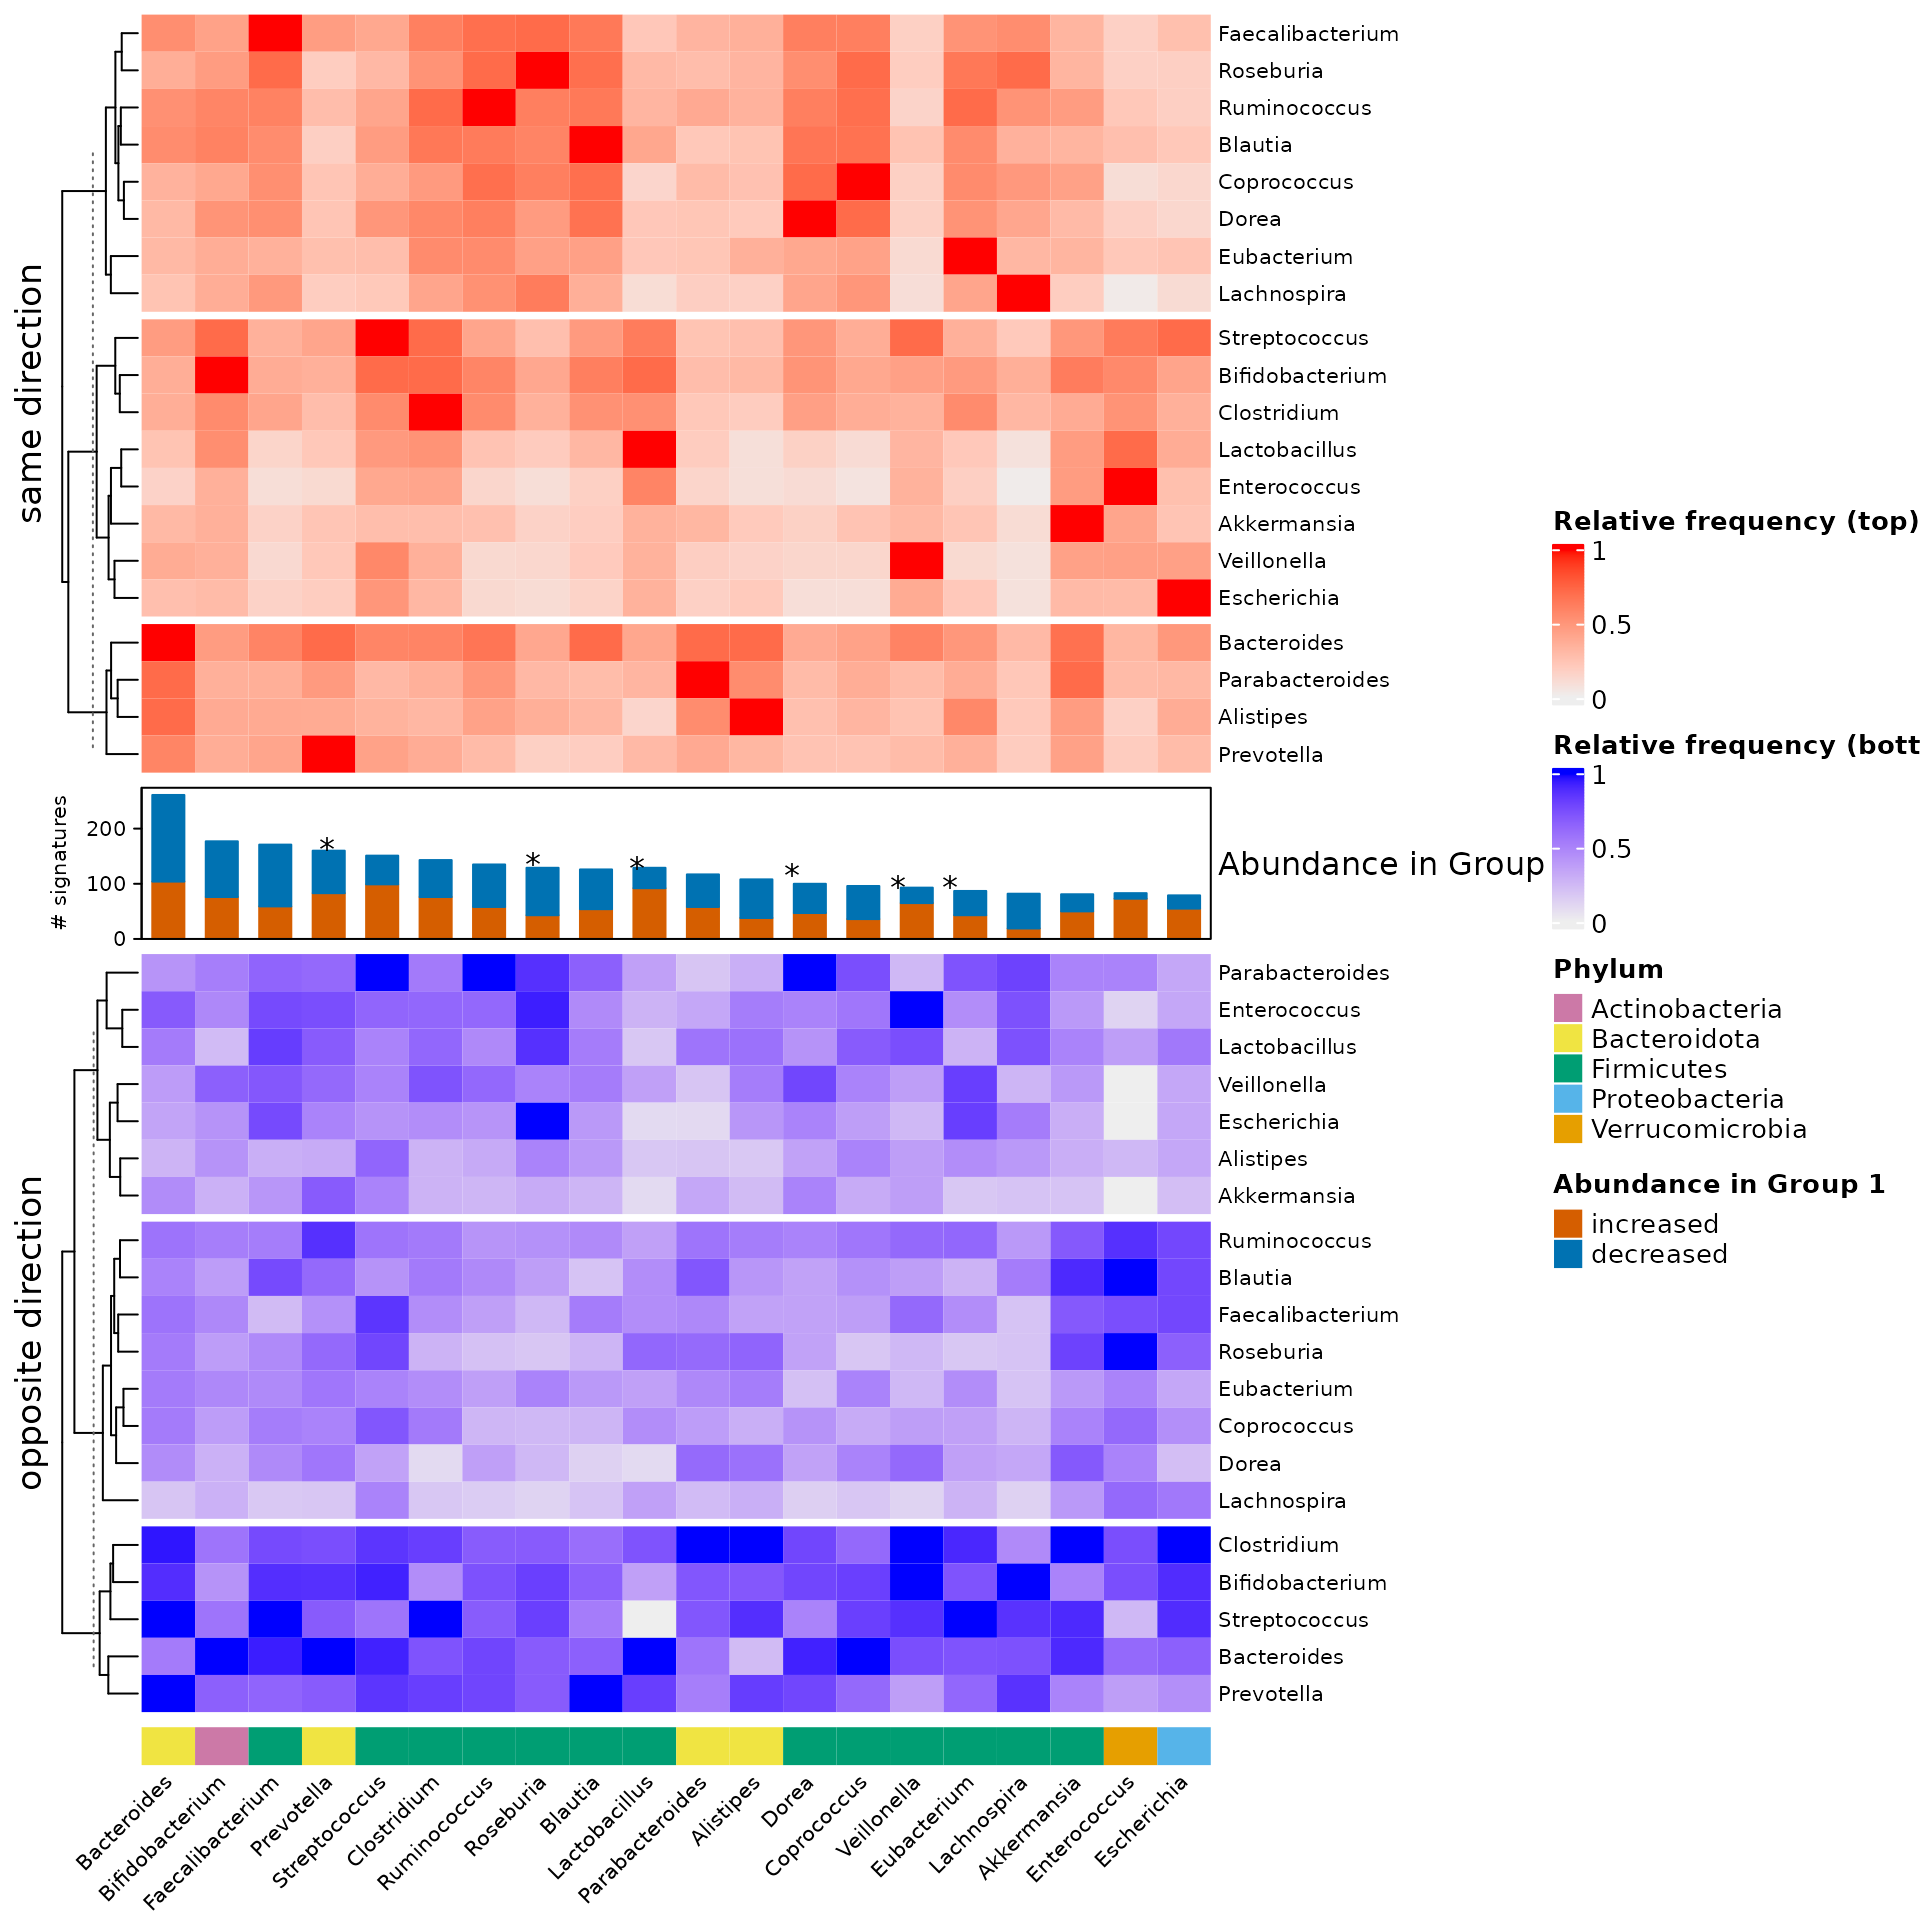 same direction
Faecalibacterium
Roseburia
Ruminococcus
Blautia
Coprococcus
Dorea
Eubacterium
Lachnospira
Streptococcus
Bifidobacterium
Clostridium
Lactobacillus
Enterococcus
Akkermansia
Veillonella
Escherichia
Bacteroides
Parabacteroides
Alistipes
Prevotella
# signatures
200
100
0
*
*
*
*
*
*
Abundance in Group
opposite direction
Parabacteroides
Enterococcus
Lactobacillus
Veillonella
Escherichia
Alistipes
Akkermansia
Ruminococcus
Blautia
Faecalibacterium
Roseburia
Eubacterium
Coprococcus
Dorea
Lachnospira
Clostridium
Bifidobacterium
Streptococcus
Bacteroides
Prevotella
Bacteroides
Bifidobacterium
Faecalibacterium
Prevotella
Streptococcus
Clostridium
Ruminococcus
Roseburia
Blautia
Lactobacillus
Parabacteroides
Alistipes
Dorea
Coprococcus
Veillonella
Eubacterium
Lachnospira
Akkermansia
Enterococcus
Escherichia
Relative frequency (top)
1
0.5
0
Relative frequency (bott
1
0.5
0
Phylum
Actinobacteria
Bacteroidota
Firmicutes
Proteobacteria
Verrucomicrobia
Abundance in Group 1
increased
decreased